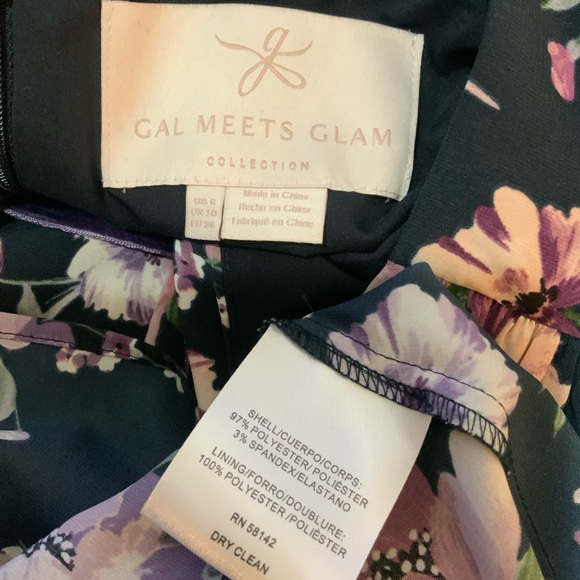 GAL MEETS GLAM
COLLECTION
US 6
UK 10
EU 36
Made in China
Hecho en China
Fabriqué en Chine
SHELL/CUERPO/CORPS:
97% POLYESTER/ POLIÉSTER
3% SPANDEX/ELASTANO
LINING/FORRO/DOUBLURE:
100% POLYESTER /POLIÉSTER
RN 58142
DRY CLEAN